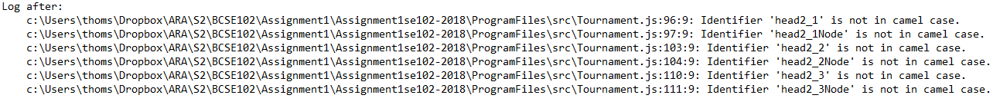 Log after:
c:\Users\thoms\Dropbox\ARA\S2\BCSE102\Assignment1\Assignment1se102-2018\ProgramFiles\src\Tournament.js:96:9: Identifier 'head2_1' is not in camel case.
c:\Users\thoms\Dropbox\ARA\S2\BCSE102\Assignment1\Assignment1se102-2018\ProgramFiles\src\Tournament.js:97:9: Identifier 'head2_1Node' is not in camel case.
c:\Users\thoms\Dropbox\ARA\S2\BCSE102\Assignment1\Assignment1se102-2018\ProgramFiles\src\Tournament.js:103:9: Identifier 'head2_2' is not in camel case.
c:\Users\thoms\Dropbox\ARA\S2\BCSE102\Assignment1\Assignment1se102-2018\ProgramFiles\src\Tournament.js:104:9: Identifier 'head2_2Node' is not in camel case.
c:\Users\thoms\Dropbox\ARA\S2\BCSE102\Assignment1\Assignment1se102-2018\ProgramFiles\src\Tournament.js:110:9: Identifier 'head2_3' is not in camel case.
c:\Users\thoms\Dropbox\ARA\S2\BCSE102\Assignment1\Assignment1se102-2018\ProgramFiles\src\Tournament.js:111:9: Identifier 'head2_3Node' is not in camel case.